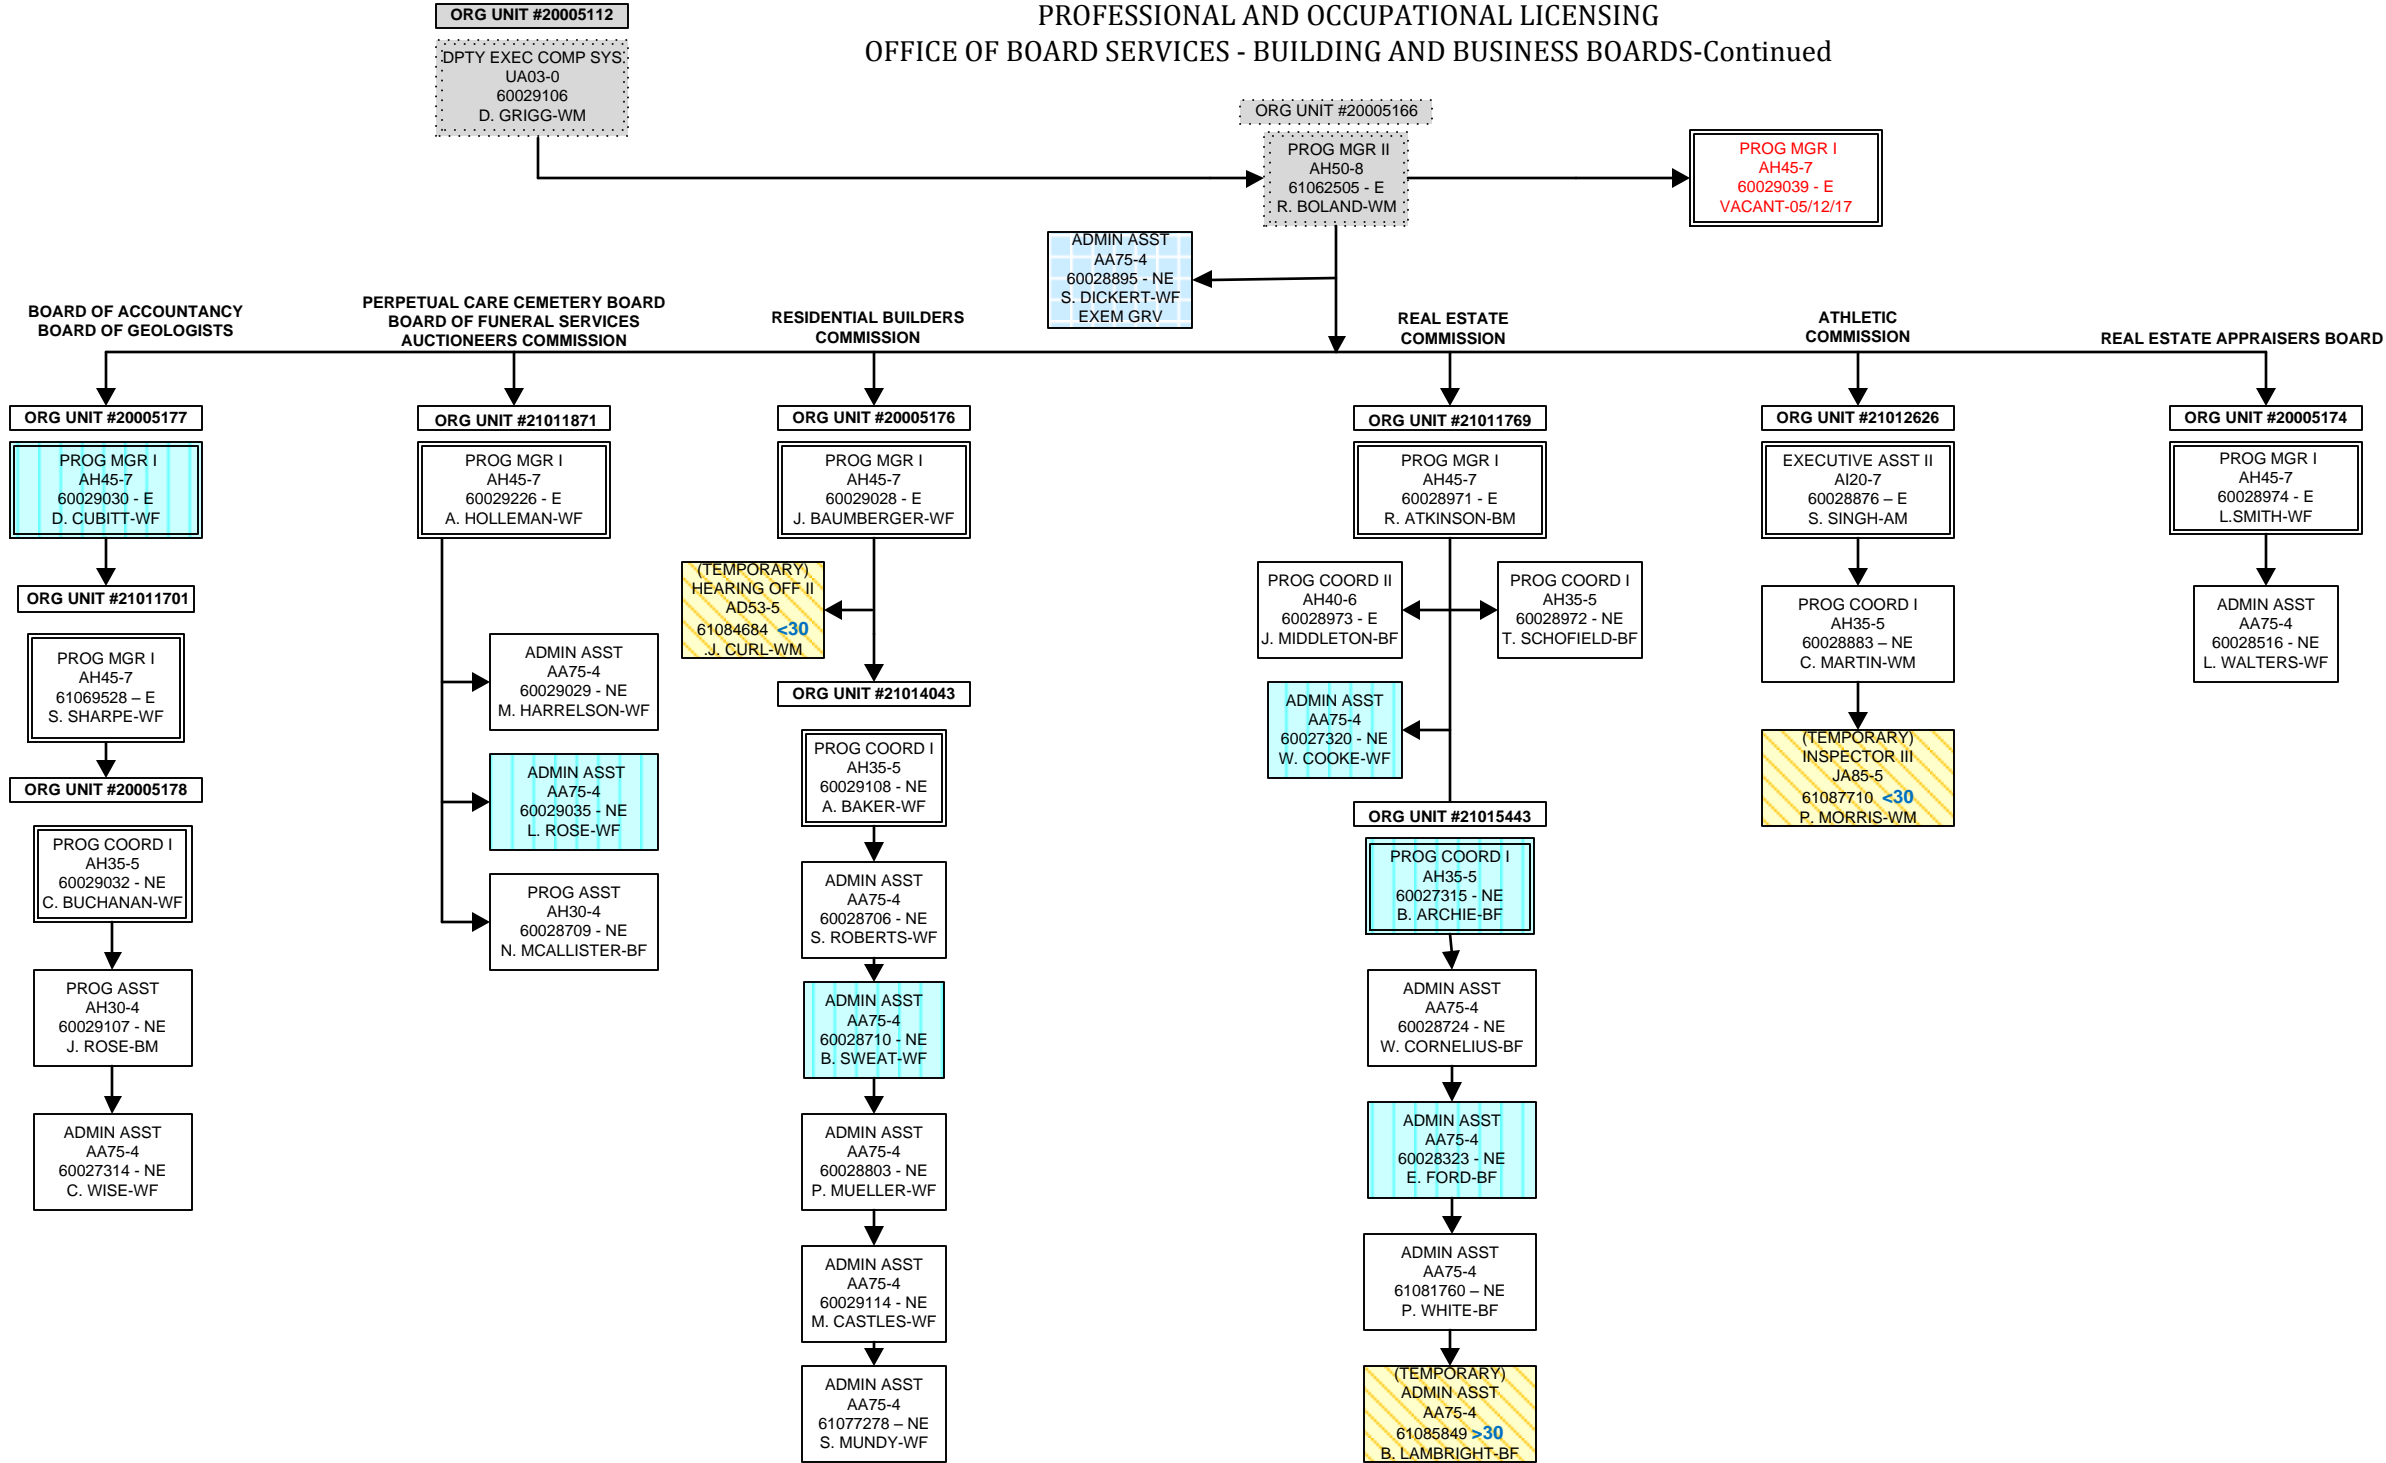 PROFESSIONAL AND OCCUPATIONAL LICENSING
OFFICE OF BOARD SERVICES - BUILDING AND BUSINESS BOARDS-Continued
ORG UNIT #20005112
DPTY EXEC COMP SYS
UA03-0
60029106
D. GRIGG-WM
ORG UNIT #20005166
PROG MGR II
AH50-8
61062505 - E
R. BOLAND-WM
PROG MGR I
AH45-7
60029039 - E
VACANT-05/12/17
ADMIN ASST
AA75-4
60028895 - NE
S. DICKERT-WF
EXEM GRV
BOARD OF ACCOUNTANCY
BOARD OF GEOLOGISTS
ORG UNIT #20005177
PROG MGR I
AH45-7
60029030 - E
D. CUBITT-WF
ORG UNIT #21011701
PROG MGR I
AH45-7
61069528 – E
S. SHARPE-WF
ORG UNIT #20005178
PROG COORD I
AH35-5
60029032 - NE
C. BUCHANAN-WF
PROG ASST
AH30-4
60029107 - NE
J. ROSE-BM
ADMIN ASST
AA75-4
60027314 - NE
C. WISE-WF
PERPETUAL CARE CEMETERY BOARD
BOARD OF FUNERAL SERVICES
AUCTIONEERS COMMISSION
ORG UNIT #21011871
PROG MGR I
AH45-7
60029226 - E
A. HOLLEMAN-WF
ADMIN ASST
AA75-4
60029029 - NE
M. HARRELSON-WF
ADMIN ASST
AA75-4
60029035 - NE
L. ROSE-WF
PROG ASST
AH30-4
60028709 - NE
N. MCALLISTER-BF
RESIDENTIAL BUILDERS
COMMISSION
ORG UNIT #20005176
PROG MGR I
AH45-7
60029028 - E
J. BAUMBERGER-WF
(TEMPORARY)
HEARING OFF II
AD53-5
61084684 <30
.J. CURL-WM
ORG UNIT #21014043
PROG COORD I
AH35-5
60029108 - NE
A. BAKER-WF
ADMIN ASST
AA75-4
60028706 - NE
S. ROBERTS-WF
ADMIN ASST
AA75-4
60028710 - NE
B. SWEAT-WF
ADMIN ASST
AA75-4
60028803 - NE
P. MUELLER-WF
ADMIN ASST
AA75-4
60029114 - NE
M. CASTLES-WF
ADMIN ASST
AA75-4
61077278 – NE
S. MUNDY-WF
REAL ESTATE
COMMISSION
ORG UNIT #21011769
PROG MGR I
AH45-7
60028971 - E
R. ATKINSON-BM
PROG COORD II
AH40-6
60028973 - E
J. MIDDLETON-BF
PROG COORD I
AH35-5
60028972 - NE
T. SCHOFIELD-BF
ADMIN ASST
AA75-4
60027320 - NE
W. COOKE-WF
ORG UNIT #21015443
PROG COORD I
AH35-5
60027315 - NE
B. ARCHIE-BF
ADMIN ASST
AA75-4
60028724 - NE
W. CORNELIUS-BF
ADMIN ASST
AA75-4
60028323 - NE
E. FORD-BF
ADMIN ASST
AA75-4
61081760 – NE
P. WHITE-BF
(TEMPORARY)
ADMIN ASST
AA75-4
61085849 >30
B. LAMBRIGHT-BF
ATHLETIC
COMMISSION
ORG UNIT #21012626
EXECUTIVE ASST II
AI20-7
60028876 – E
S. SINGH-AM
PROG COORD I
AH35-5
60028883 – NE
C. MARTIN-WM
(TEMPORARY)
INSPECTOR III
JA85-5
61087710 <30
P. MORRIS-WM
REAL ESTATE APPRAISERS BOARD
ORG UNIT #20005174
PROG MGR I
AH45-7
60028974 - E
L.SMITH-WF
ADMIN ASST
AA75-4
60028516 - NE
L. WALTERS-WF